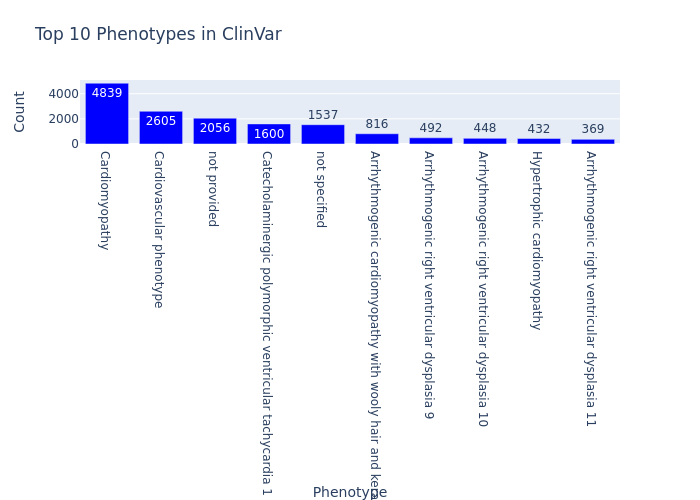 Top 10 Phenotypes in ClinVar
Count
4000
2000
0
4839
2605
2056
1600
1537
816
492
448
432
369
Cardiomyopathy
Cardiovascular phenotype
not provided
Catecholaminergic polymorphic ventricular tachycardia 1
not specified
Arrhythmogenic cardiomyopathy with wooly hair and
Arrhythmogenic right ventricular dysplasia 9
Arrhythmogenic right ventricular dysplasia 10
Hypertrophic cardiomyopathy
Arrhythmogenic right ventricular dysplasia 11
Phenotype